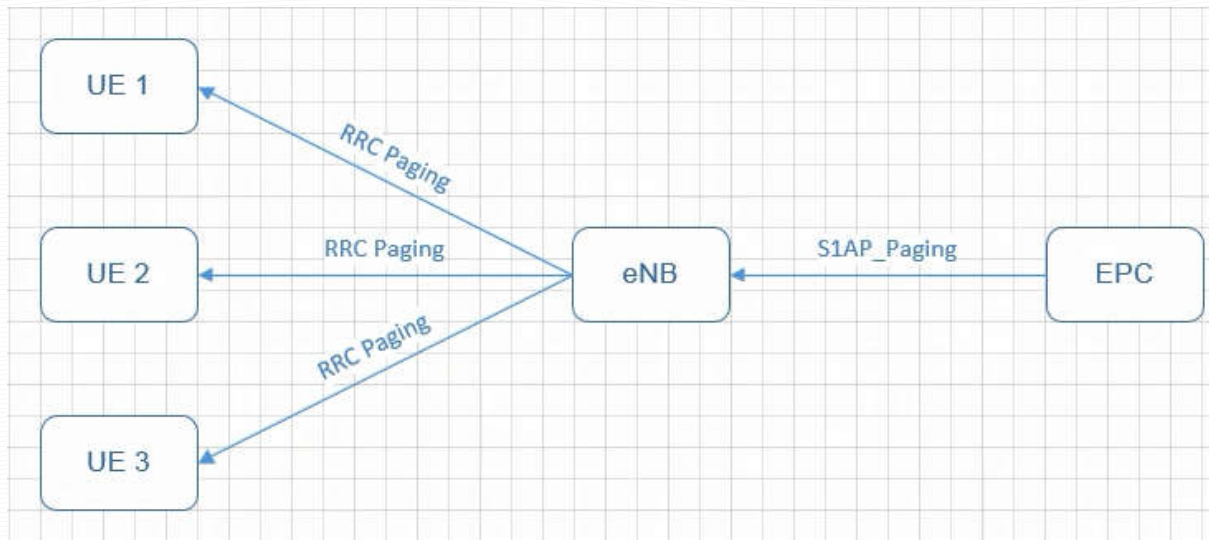 UE 1
RRC Paging
UE 2
RRC Paging
eNB
S1AP_Paging
EPC
RRC Paging
UE 3